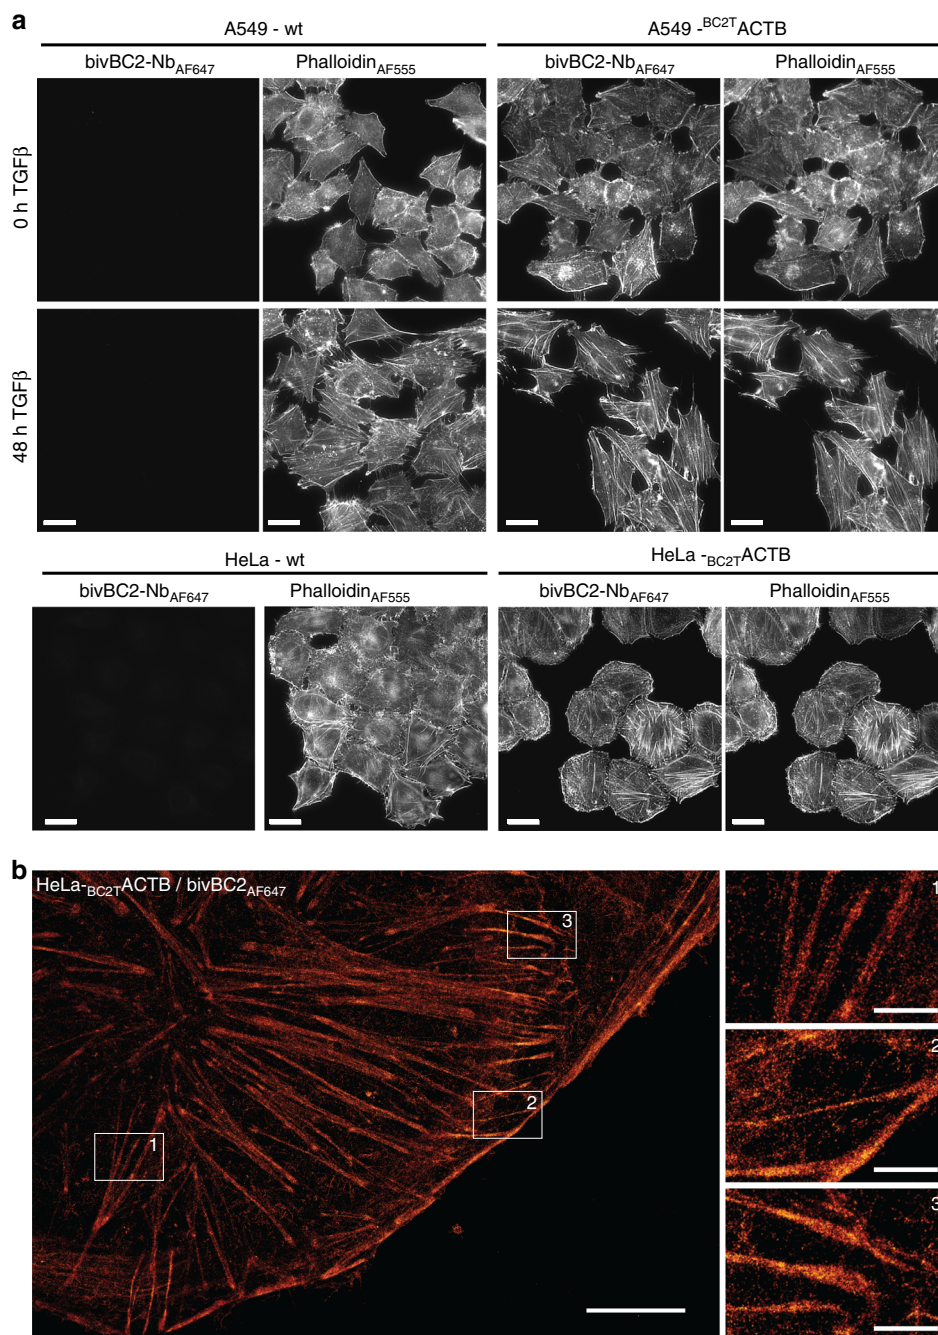 a
A549 - wt
A549 -BC2TACTB
bivBC2-NbAF647
PhalloidinAF555
bivBC2-NbAF647
PhalloidinAF555
0 h TGFβ
48 h TGFβ
HeLa - wt
HeLa -BC2TACTB
bivBC2-NbAF647
PhalloidinAF555
bivBC2-NbAF647
PhalloidinAF555
b
HeLa-BC2TACTB / bivBC2AF647
3
2
1
1
2
3